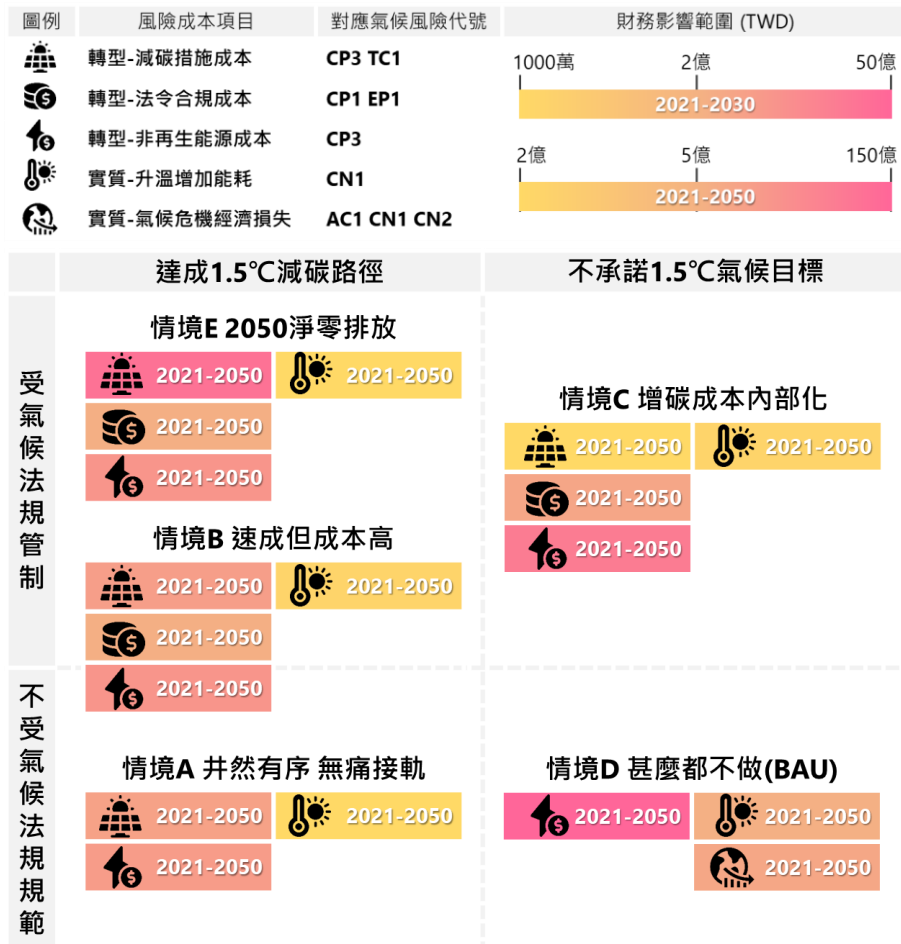 圖例 風險成本項目 對應氣候風險代號 財務影響範圍 (TWD)
轉型-減碳措施成本 CP3 TC1
轉型-法令合規成本 CP1 EP1
轉型-非再生能源成本 CP3
實質-升溫增加能耗 CN1
實質-氣候危機經濟損失 AC1 CN1 CN2
1000萬 2億 50億
2021-2030
2億 5億 150億
2021-2050
達成1.5℃減碳路徑 不承諾1.5℃氣候目標
受氣候法規管制
情境E 2050淨零排放
2021-2050 2021-2050
2021-2050
2021-2050
情境B 速成但成本高
2021-2050 2021-2050
2021-2050
2021-2050
情境C 增碳成本內部化
2021-2050 2021-2050
2021-2050
2021-2050
不受氣候法規規範
情境A 井然有序 無痛接軌
2021-2050 2021-2050
2021-2050
情境D 甚麼都不做(BAU)
2021-2050 2021-2050
2021-2050